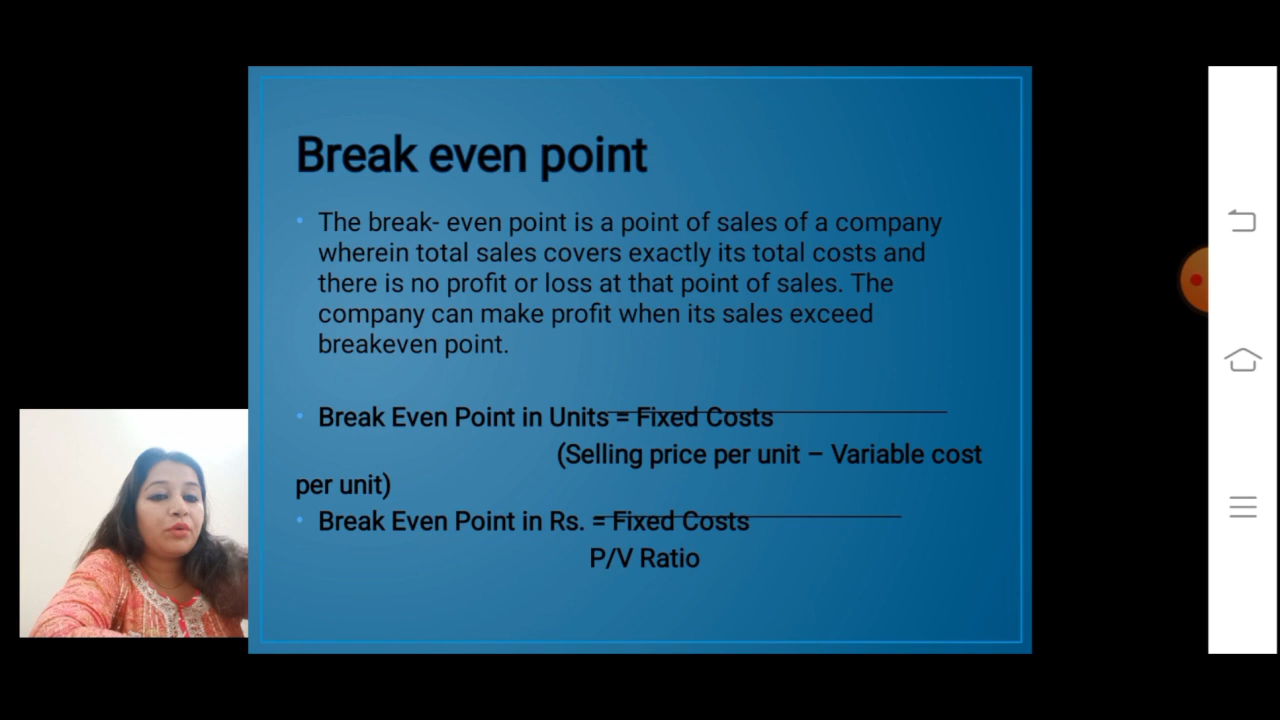 Break even point
• The break- even point is a point of sales of a company
wherein total sales covers exactly its total costs and
there is no profit or loss at that point of sales. The
company can make profit when its sales exceed
breakeven point.
• Break Even Point in Units = Fixed Costs
(Selling price per unit – Variable cost
per unit)
• Break Even Point in Rs. = Fixed Costs
P/V Ratio